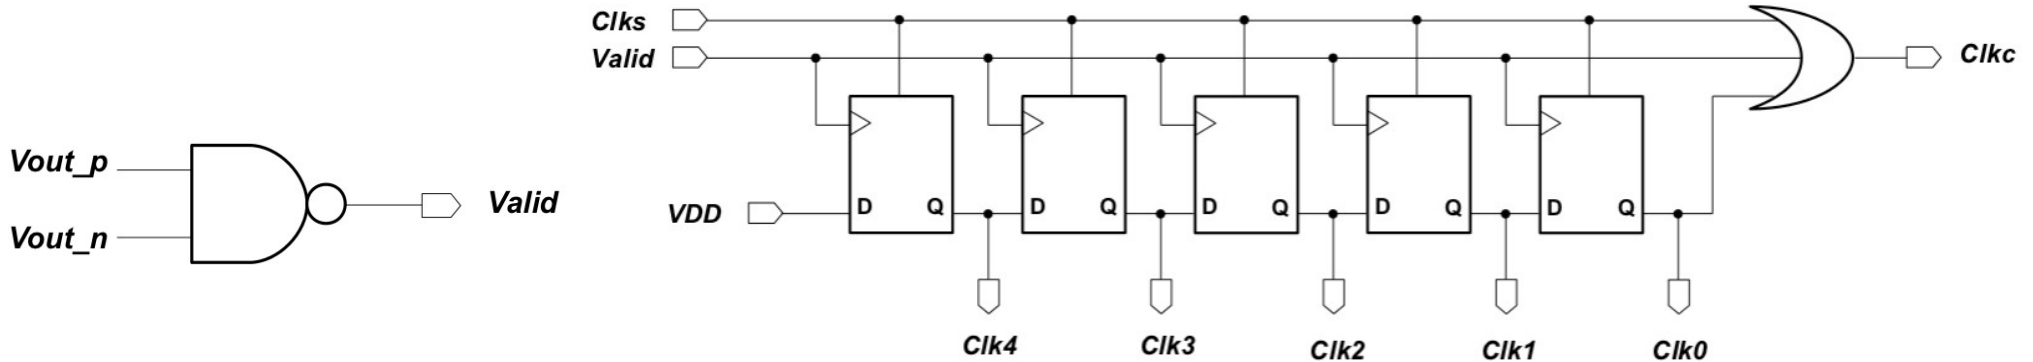 Vout_p
Vout_n
Valid
Clks
Valid
Clkc
VDD
D Q D Q D Q D Q D Q
Clk4 Clk3 Clk2 Clk1 Clk0